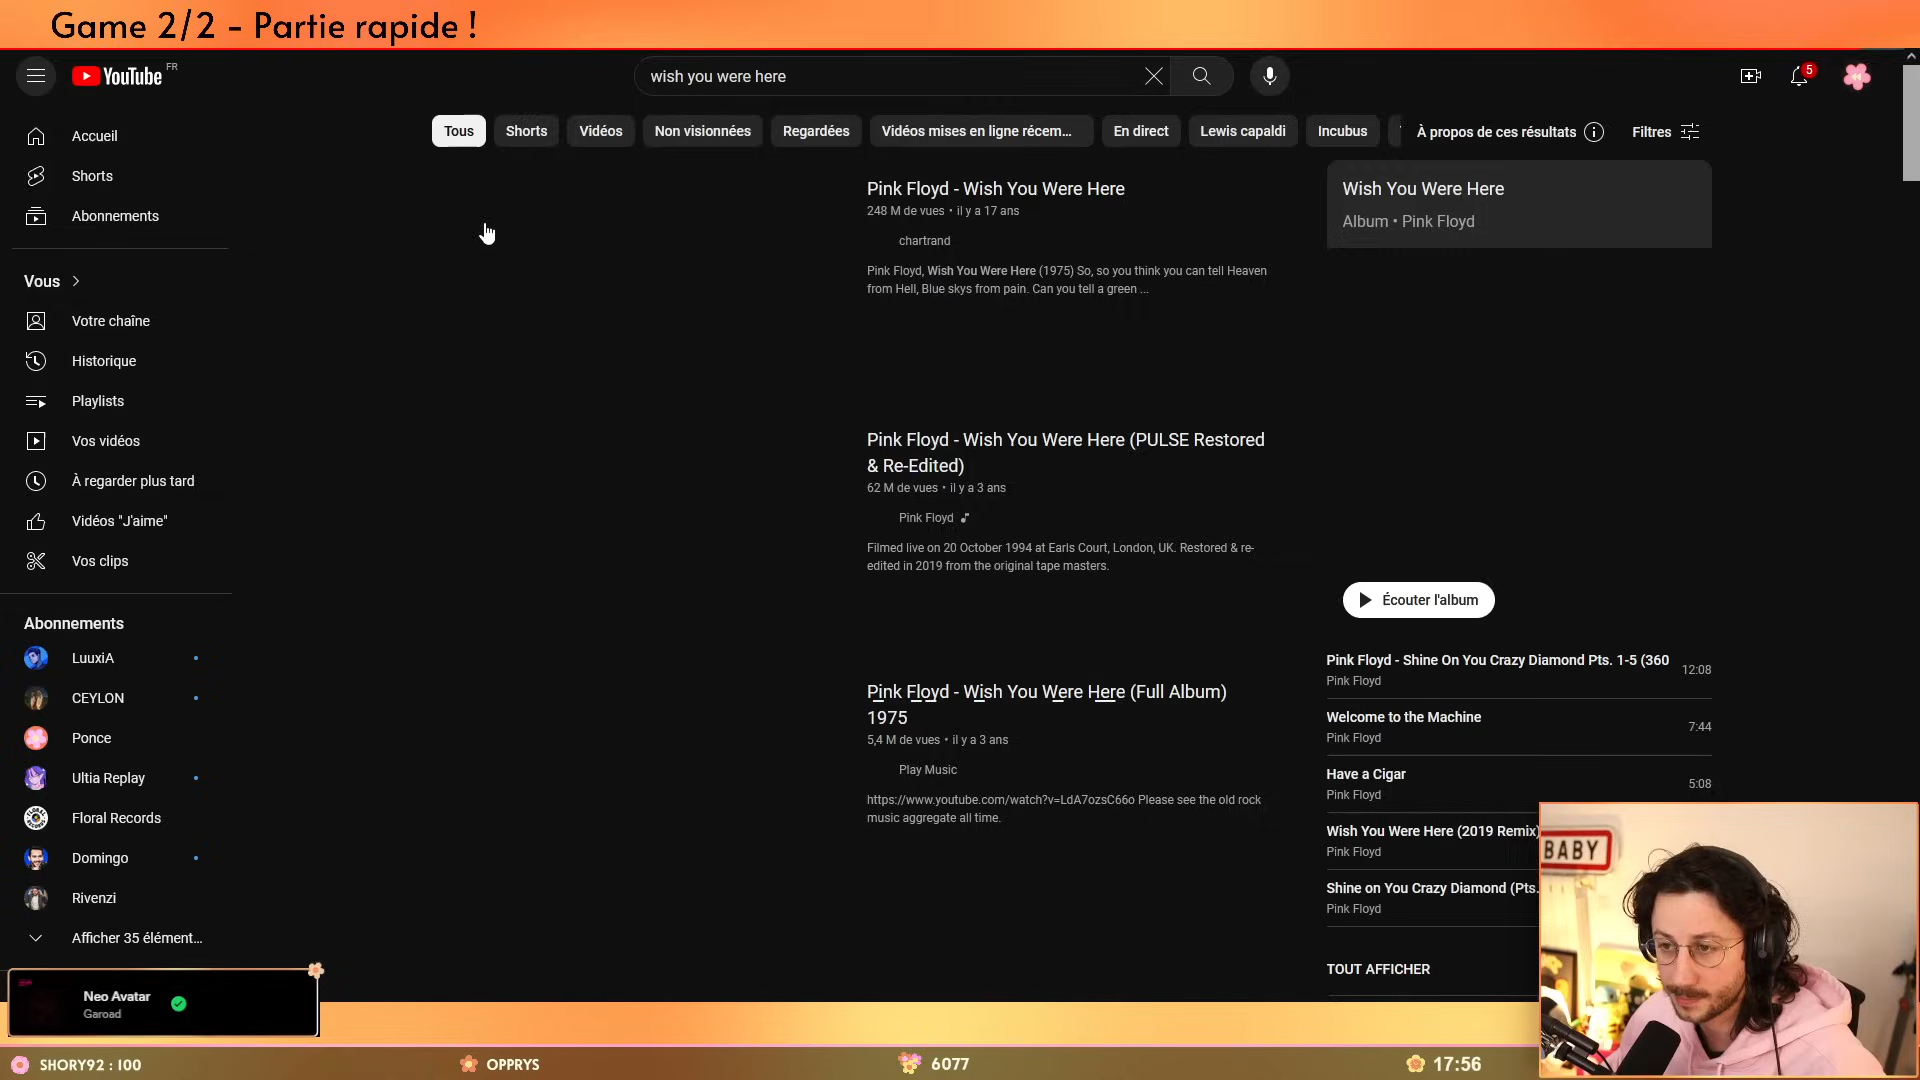 Game 2/2 - Partie rapide !
YouTube FR
wish you were here
5
Accueil
Shorts
Abonnements
Vous
Votre chaîne
Historique
Playlists
Vos vidéos
À regarder plus tard
Vidéos "J'aime"
Vos clips
Abonnements
LuuxiA
CEYLON
Ponce
Ultia Replay
Floral Records
Domingo
Rivenzi
Afficher 35 élément...
Tous
Shorts
Vidéos
Non visionnées
Regardées
Vidéos mises en ligne récem...
En direct
Lewis capaldi
Incubus
À propos de ces résultats
Filtres
Pink Floyd - Wish You Were Here
248 M de vues • il y a 17 ans
chartrand
Pink Floyd, Wish You Were Here (1975) So, so you think you can tell Heaven
from Hell, Blue skys from pain. Can you tell a green ...
Pink Floyd - Wish You Were Here (PULSE Restored
& Re-Edited)
62 M de vues • il y a 3 ans
Pink Floyd
Filmed live on 20 October 1994 at Earls Court, London, UK. Restored & re-
edited in 2019 from the original tape masters.
Pink Floyd - Wish You Were Here (Full Album)
1975
5,4 M de vues • il y a 3 ans
Play Music
https://www.youtube.com/watch?v=LdA7ozsC66o Please see the old rock
music aggregate all time.
Wish You Were Here
Album • Pink Floyd
Écouter l'album
Pink Floyd - Shine On You Crazy Diamond Pts. 1-5 (360
Pink Floyd
12:08
Welcome to the Machine
Pink Floyd
7:44
Have a Cigar
Pink Floyd
5:08
Wish You Were Here (2019 Remix)
Pink Floyd
Shine on You Crazy Diamond (Pts.
Pink Floyd
TOUT AFFICHER
BABY
Neo Avatar
Garoad
SHORY92 : 100
OPPRYS
6077
17:56